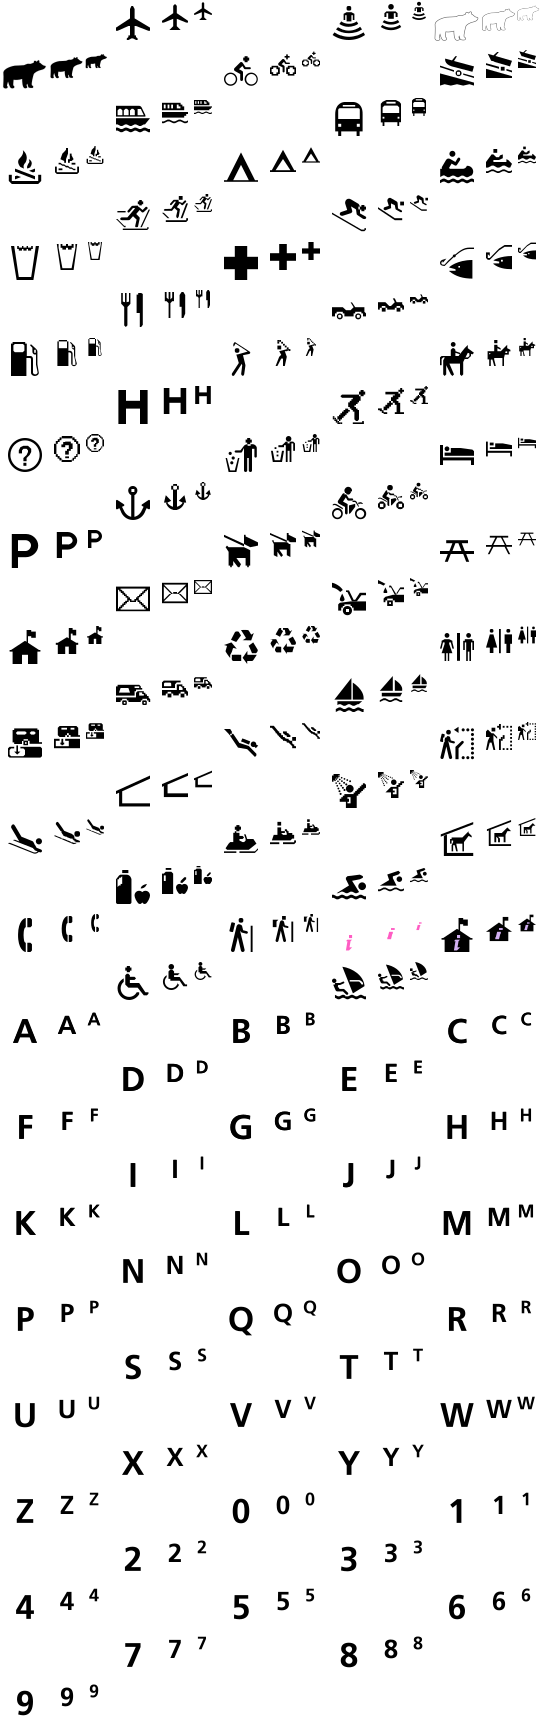 H H H
? ? ?
P P P
i i i i i i
A A A B B B C C C
D D D E E E
F F F G G G H H H
I I I J J J
K K K L L L M M M
N N N O O O
P P P Q Q Q R R R
S S S T T T
U U U V V V W W W
X X X Y Y Y
Z Z Z 0 0 0 1 1 1
2 2 2 3 3 3
4 4 4 5 5 5 6 6 6
7 7 7 8 8 8
9 9 9